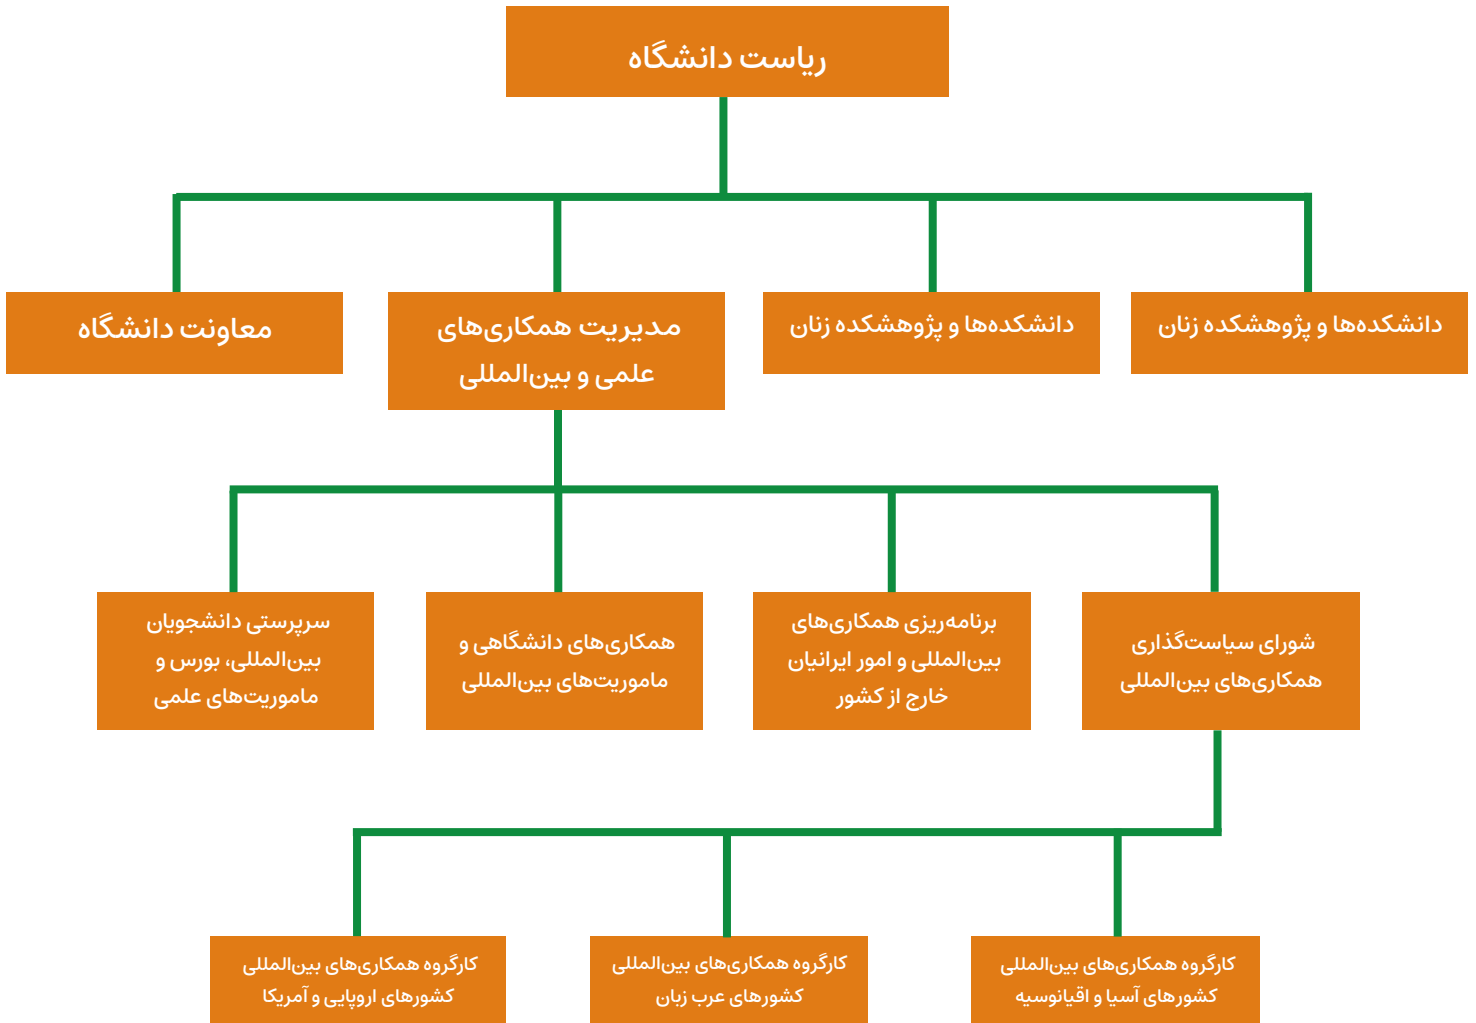 ریاست دانشگاه
دانشکده‌ها و پژوهشکده زنان
دانشکده‌ها و پژوهشکده زنان
مدیریت همکاری‌های
علمی و بین‌المللی
معاونت دانشگاه
شورای سیاست‌گذاری
همکاری‌های بین‌المللی
برنامه‌ریزی همکاری‌های
بین‌المللی و امور ایرانیان
خارج از کشور
همکاری‌های دانشگاهی و
ماموریت‌های بین‌المللی
سرپرستی دانشجویان
بین‌المللی، بورس و
ماموریت‌های علمی
کارگروه همکاری‌های بین‌المللی
کشورهای آسیا و اقیانوسیه
کارگروه همکاری‌های بین‌المللی
کشورهای عرب زبان
کارگروه همکاری‌های بین‌المللی
کشورهای اروپایی و آمریکا